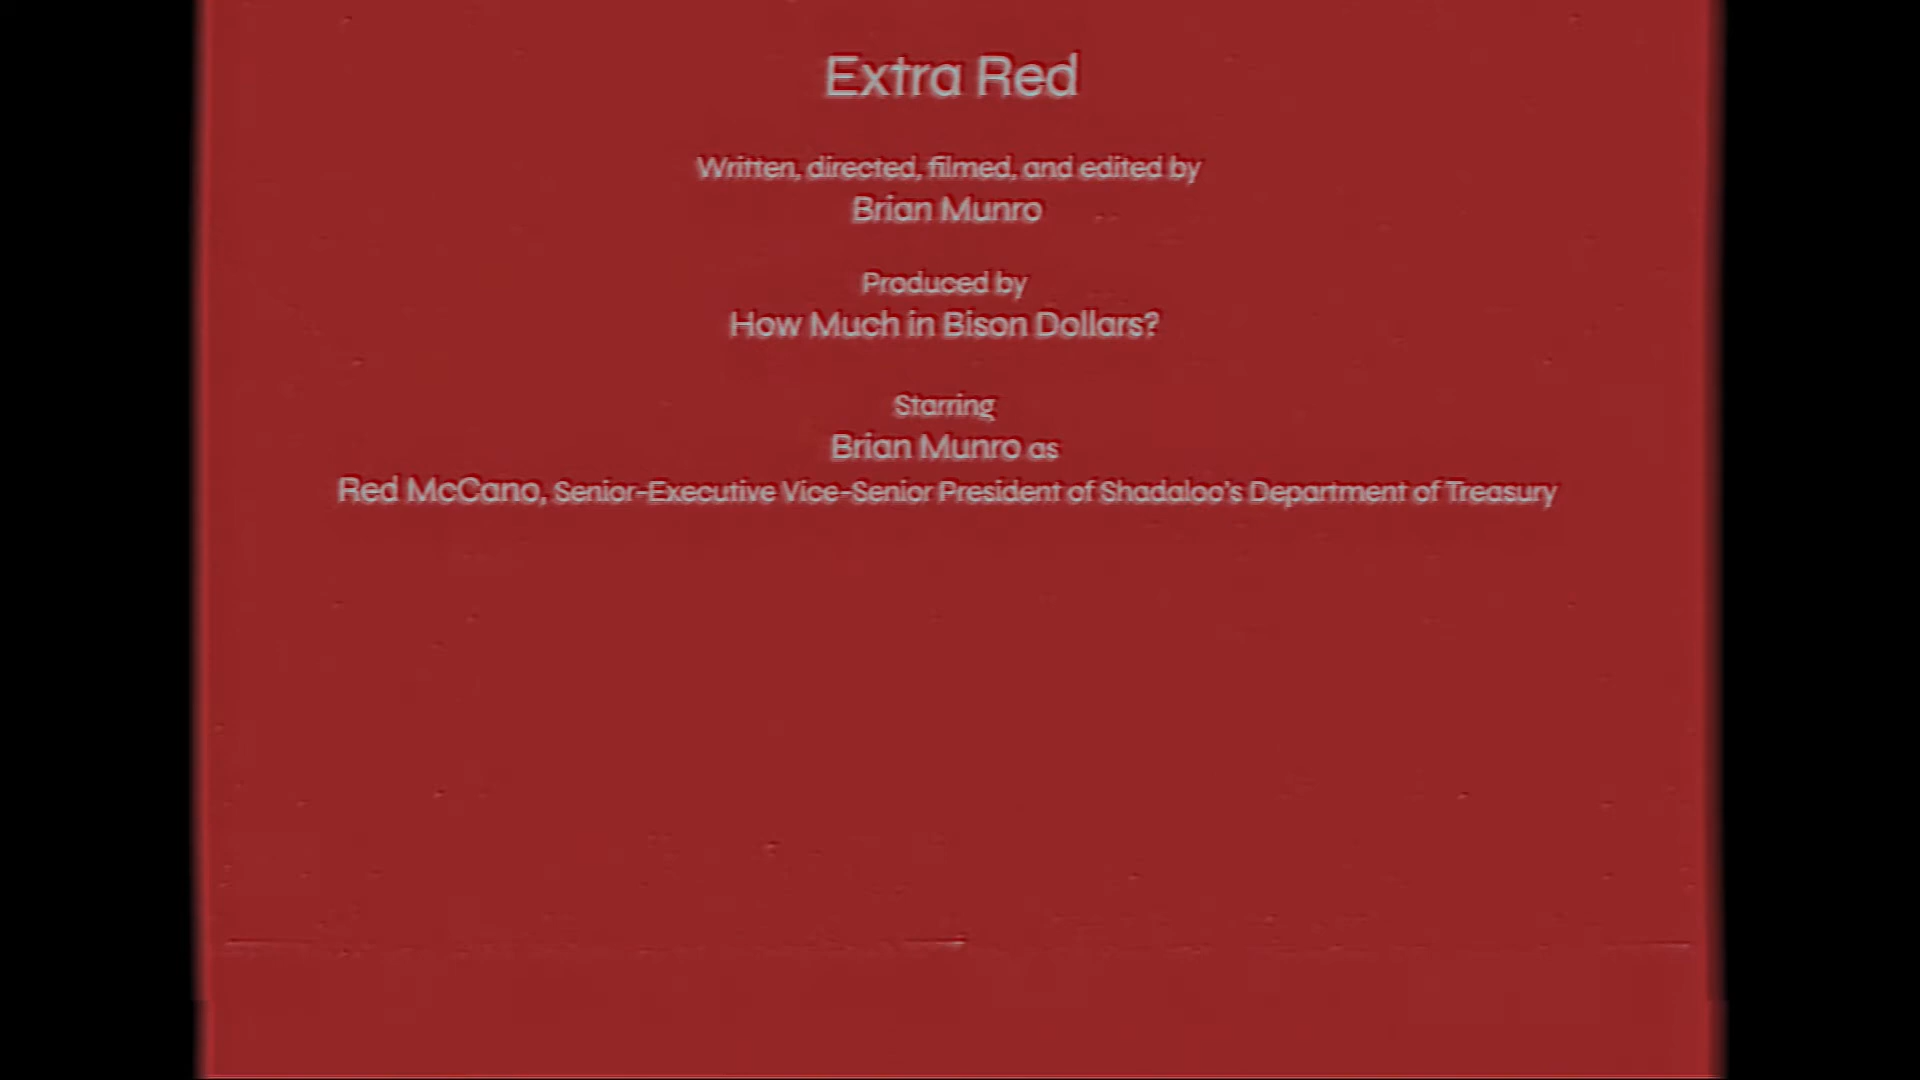 Extra Red
Written, directed, filmed, and edited by
Brian Munro
Produced by
How Much in Bison Dollars?
Starring
Brian Munro as
Red McCano, Senior-Executive Vice-Senior President of Shadaloo's Department of Treasury